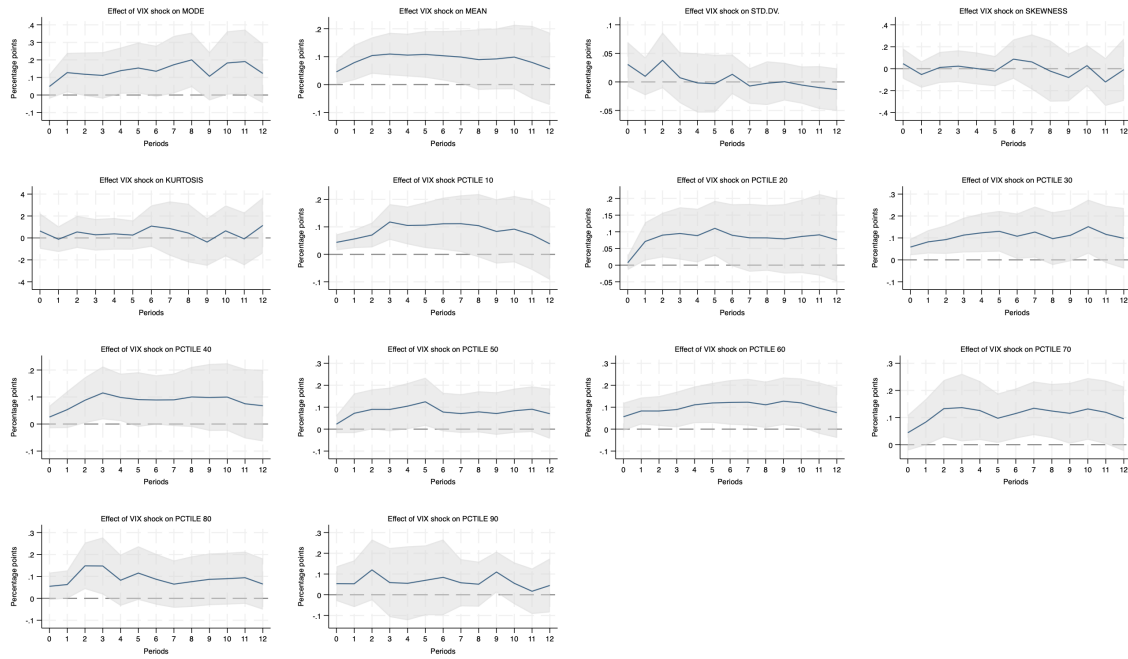 Effect of VIX shock on MODE
Percentage points
.4
.3
.2
.1
0
-.1
0 1 2 3 4 5 6 7 8 9 10 11 12
Periods
Effect of VIX shock on MEAN
Percentage points
.2
.1
0
-.1
0 1 2 3 4 5 6 7 8 9 10 11 12
Periods
Effect of VIX shock on STD.DV.
Percentage points
.1
.05
0
-.05
0 1 2 3 4 5 6 7 8 9 10 11 12
Periods
Effect of VIX shock on SKEWNESS
Percentage points
.4
.2
0
-.2
-.4
0 1 2 3 4 5 6 7 8 9 10 11 12
Periods
Effect VIX shock on KURTOSIS
Percentage points
4
2
0
-2
-4
0 1 2 3 4 5 6 7 8 9 10 11 12
Periods
Effect of VIX shock PCTILE 10
Percentage points
.2
.1
0
-.1
0 1 2 3 4 5 6 7 8 9 10 11 12
Periods
Effect of VIX shock on PCTILE 20
Percentage points
.2
.15
.1
.05
0
-.05
0 1 2 3 4 5 6 7 8 9 10 11 12
Periods
Effect of VIX shock on PCTILE 30
Percentage points
.3
.2
.1
0
-.1
0 1 2 3 4 5 6 7 8 9 10 11 12
Periods
Effect of VIX shock on PCTILE 40
Percentage points
.2
.1
0
-.1
0 1 2 3 4 5 6 7 8 9 10 11 12
Periods
Effect of VIX shock on PCTILE 50
Percentage points
.3
.2
.1
0
-.1
0 1 2 3 4 5 6 7 8 9 10 11 12
Periods
Effect of VIX shock on PCTILE 60
Percentage points
.3
.2
.1
0
-.1
0 1 2 3 4 5 6 7 8 9 10 11 12
Periods
Effect of VIX shock on PCTILE 70
Percentage points
.3
.2
.1
0
0 1 2 3 4 5 6 7 8 9 10 11 12
Periods
Effect of VIX shock on PCTILE 80
Percentage points
.3
.2
.1
0
-.1
0 1 2 3 4 5 6 7 8 9 10 11 12
Periods
Effect of VIX shock on PCTILE 90
Percentage points
.3
.2
.1
0
-.1
0 1 2 3 4 5 6 7 8 9 10 11 12
Periods